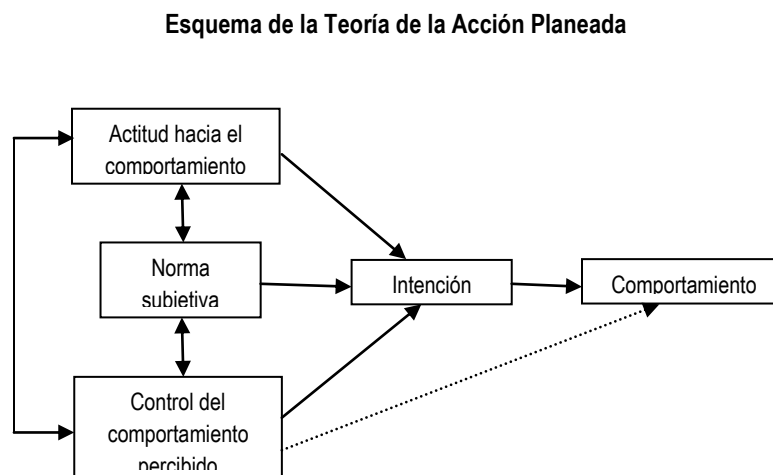 Esquema de la Teoría de la Acción Planeada
Actitud hacia el
comportamiento
Norma
subjetiva
Intención
Comportamiento
Control del
comportamiento
percibido